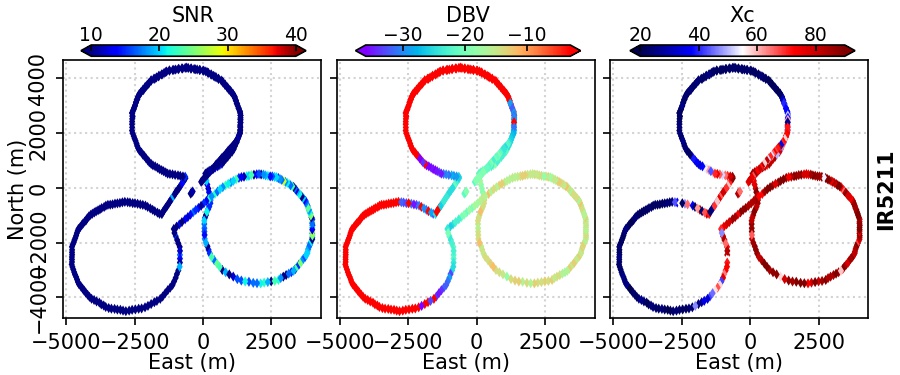 SNR DBV Xc
10 20 30 40 −30 −20 −10 20 40 60 80
4000
2000
0
−2000
−4000
North (m)
IR5211
−5000 −2500 0 2500 −5000 −2500 0 2500 −5000 −2500 0 2500
East (m) East (m) East (m)